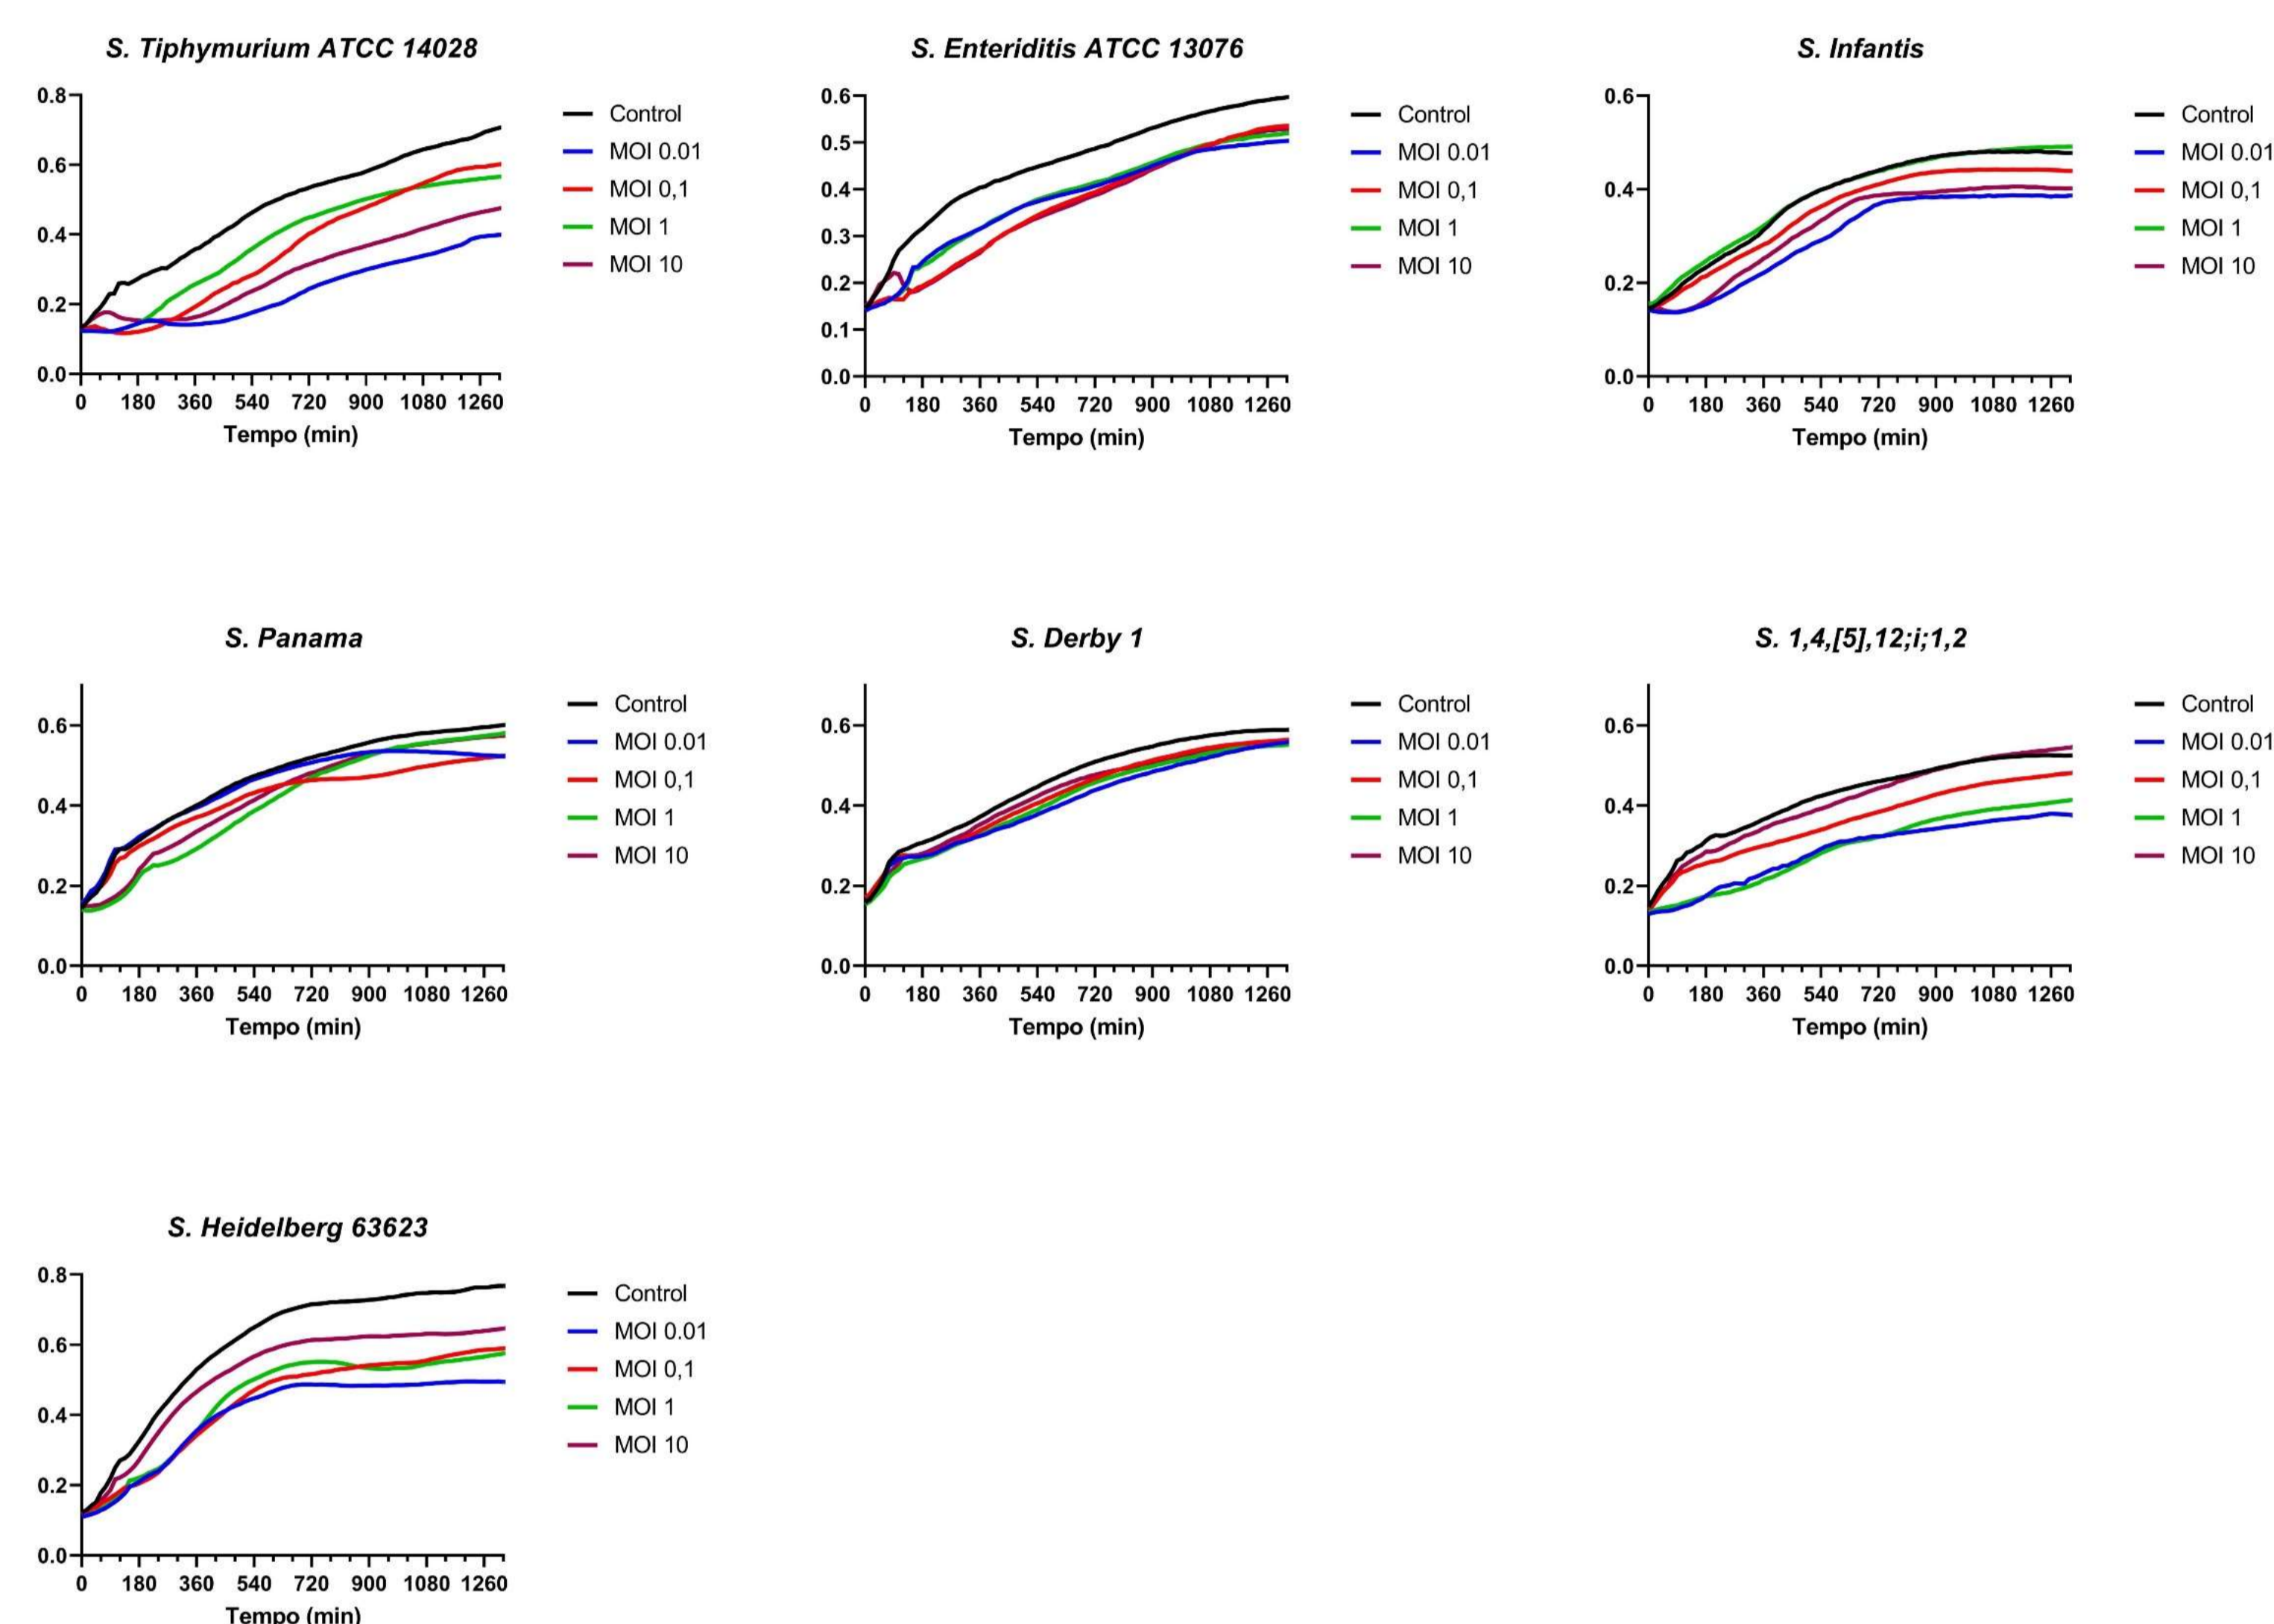 S. Tiphymurium ATCC 14028
0.8
0.6
0.4
0.2
0.0
0 180 360 540 720 900 1080 1260
Tempo (min)
Control
MOI 0.01
MOI 0,1
MOI 1
MOI 10
S. Enteriditis ATCC 13076
0.6
0.5
0.4
0.3
0.2
0.1
0.0
0 180 360 540 720 900 1080 1260
Tempo (min)
Control
MOI 0.01
MOI 0,1
MOI 1
MOI 10
S. Infantis
0.6
0.4
0.2
0.0
0 180 360 540 720 900 1080 1260
Tempo (min)
Control
MOI 0.01
MOI 0,1
MOI 1
MOI 10
S. Panama
0.6
0.4
0.2
0.0
0 180 360 540 720 900 1080 1260
Tempo (min)
Control
MOI 0.01
MOI 0,1
MOI 1
MOI 10
S. Derby 1
0.6
0.4
0.2
0.0
0 180 360 540 720 900 1080 1260
Tempo (min)
Control
MOI 0.01
MOI 0,1
MOI 1
MOI 10
S. 1,4,[5],12;i;1,2
0.6
0.4
0.2
0.0
0 180 360 540 720 900 1080 1260
Tempo (min)
Control
MOI 0.01
MOI 0,1
MOI 1
MOI 10
S. Heidelberg 63623
0.8
0.6
0.4
0.2
0.0
0 180 360 540 720 900 1080 1260
Tempo (min)
Control
MOI 0.01
MOI 0,1
MOI 1
MOI 10